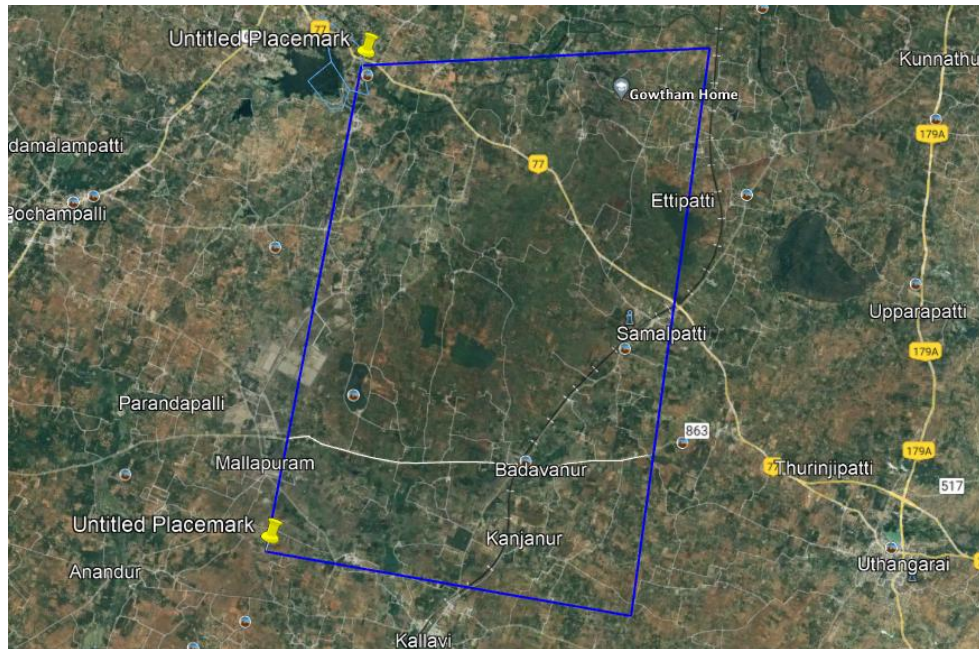 77
Untitled Placemark
Kunnathu
Gowtham Home
179A
damalampatti
77
Ettipatti
Pochampalli
Upparapatti
Samalpatti
179A
Parandapalli
863
179A
Mallapuram
Badavanur
77
Thurinjipatti
517
Untitled Placemark
Kanjanur
Uthangarai
Anandur
Kallavi